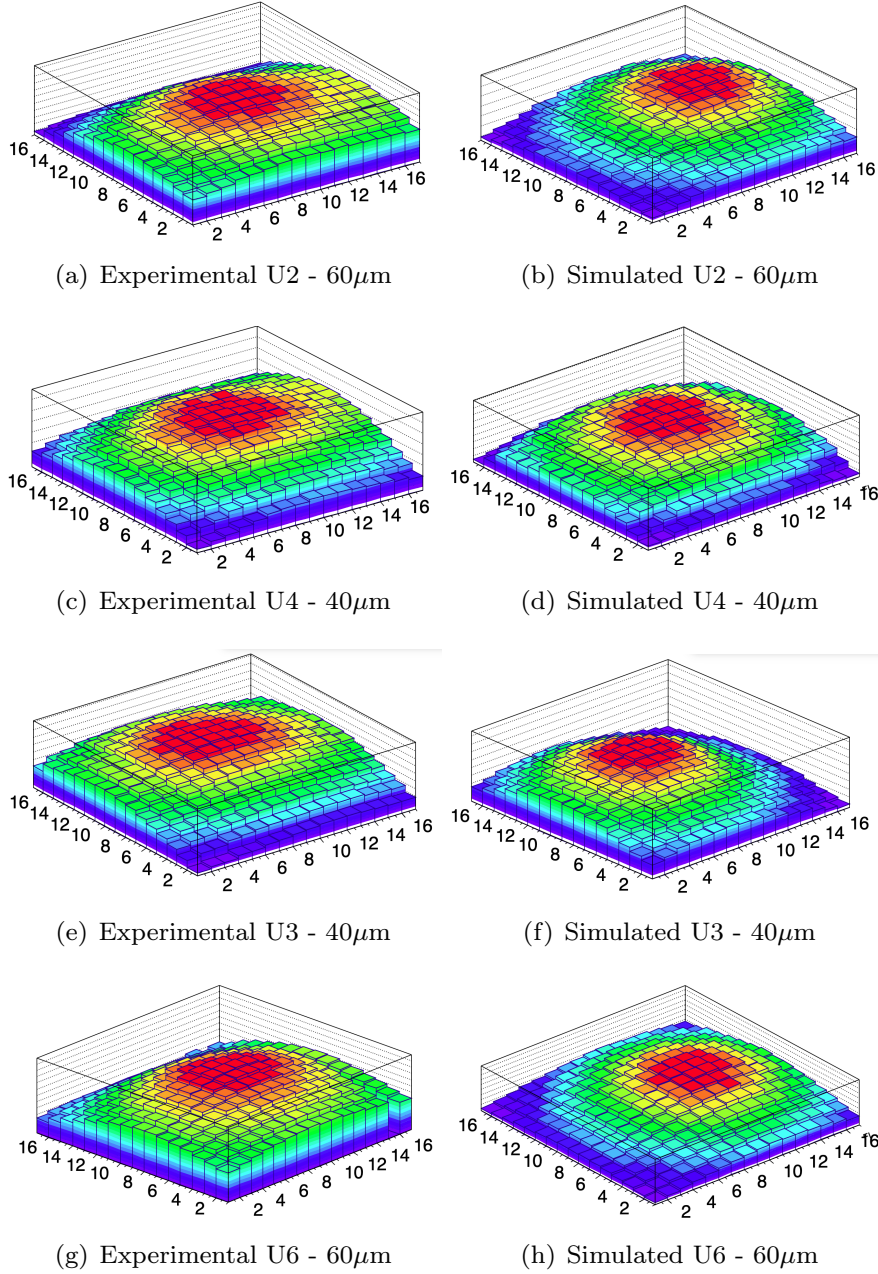 16 14 12 10 8 6 4 2 2 4 6 8 10 12 14 16
16 14 12 10 8 6 4 2 2 4 6 8 10 12 14 16
(a) Experimental U2 - 60μm
(b) Simulated U2 - 60μm
16 14 12 10 8 6 4 2 2 4 6 8 10 12 14 16
16 14 12 10 8 6 4 2 2 4 6 8 10 12 14 16
(c) Experimental U4 - 40μm
(d) Simulated U4 - 40μm
16 14 12 10 8 6 4 2 2 4 6 8 10 12 14 16
16 14 12 10 8 6 4 2 2 4 6 8 10 12 14 16
(e) Experimental U3 - 40μm
(f) Simulated U3 - 40μm
16 14 12 10 8 6 4 2 2 4 6 8 10 12 14 16
16 14 12 10 8 6 4 2 2 4 6 8 10 12 14 16
(g) Experimental U6 - 60μm
(h) Simulated U6 - 60μm